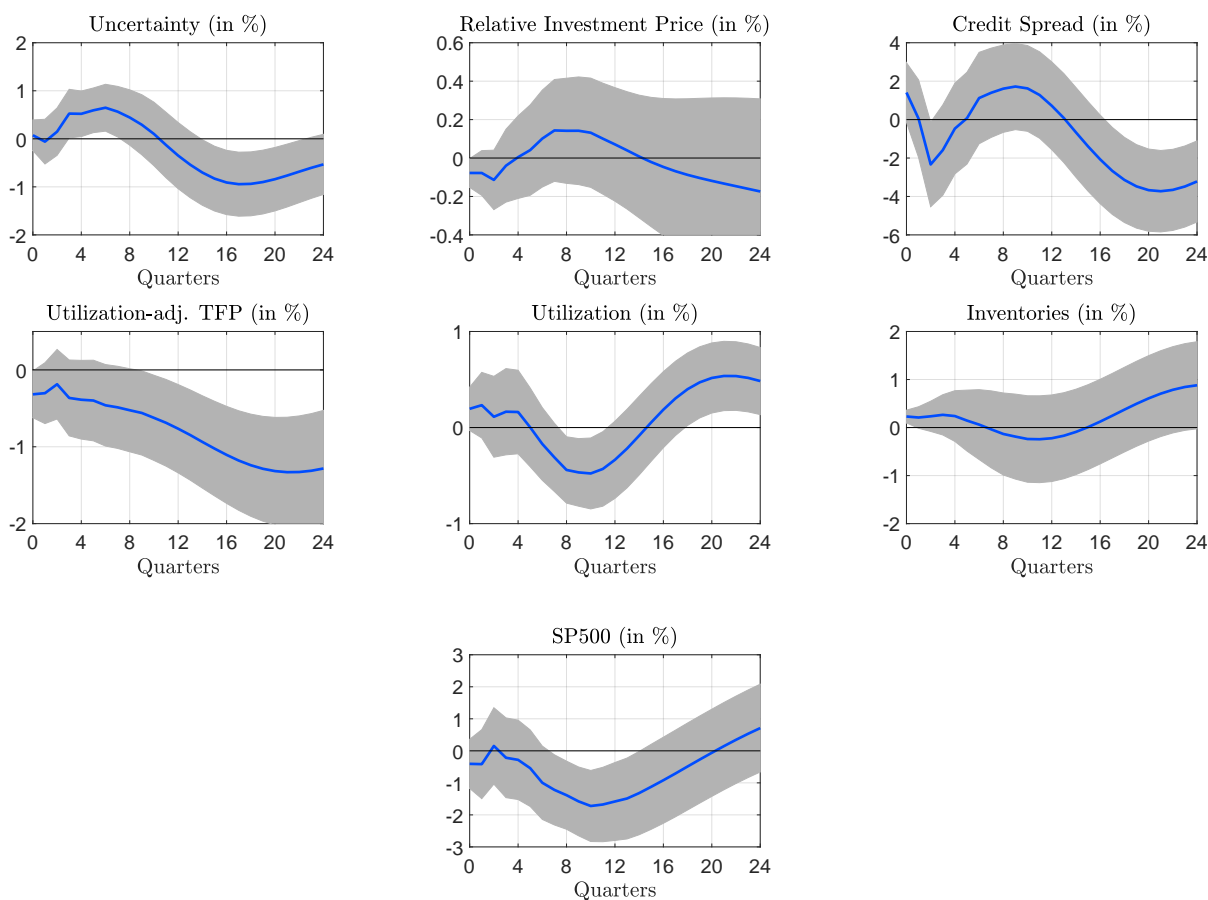 Uncertainty (in %)
Relative Investment Price (in %)
Credit Spread (in %)
2
1
0
-1
-2
0 4 8 12 16 20 24
Quarters
0.6
0.4
0.2
0
-0.2
-0.4
0 4 8 12 16 20 24
Quarters
4
2
0
-2
-4
-6
0 4 8 12 16 20 24
Quarters
Utilization-adj. TFP (in %)
Utilization (in %)
Inventories (in %)
0
-1
-2
0 4 8 12 16 20 24
Quarters
1
0
-1
0 4 8 12 16 20 24
Quarters
2
1
0
-1
-2
0 4 8 12 16 20 24
Quarters
SP500 (in %)
3
2
1
0
-1
-2
-3
0 4 8 12 16 20 24
Quarters